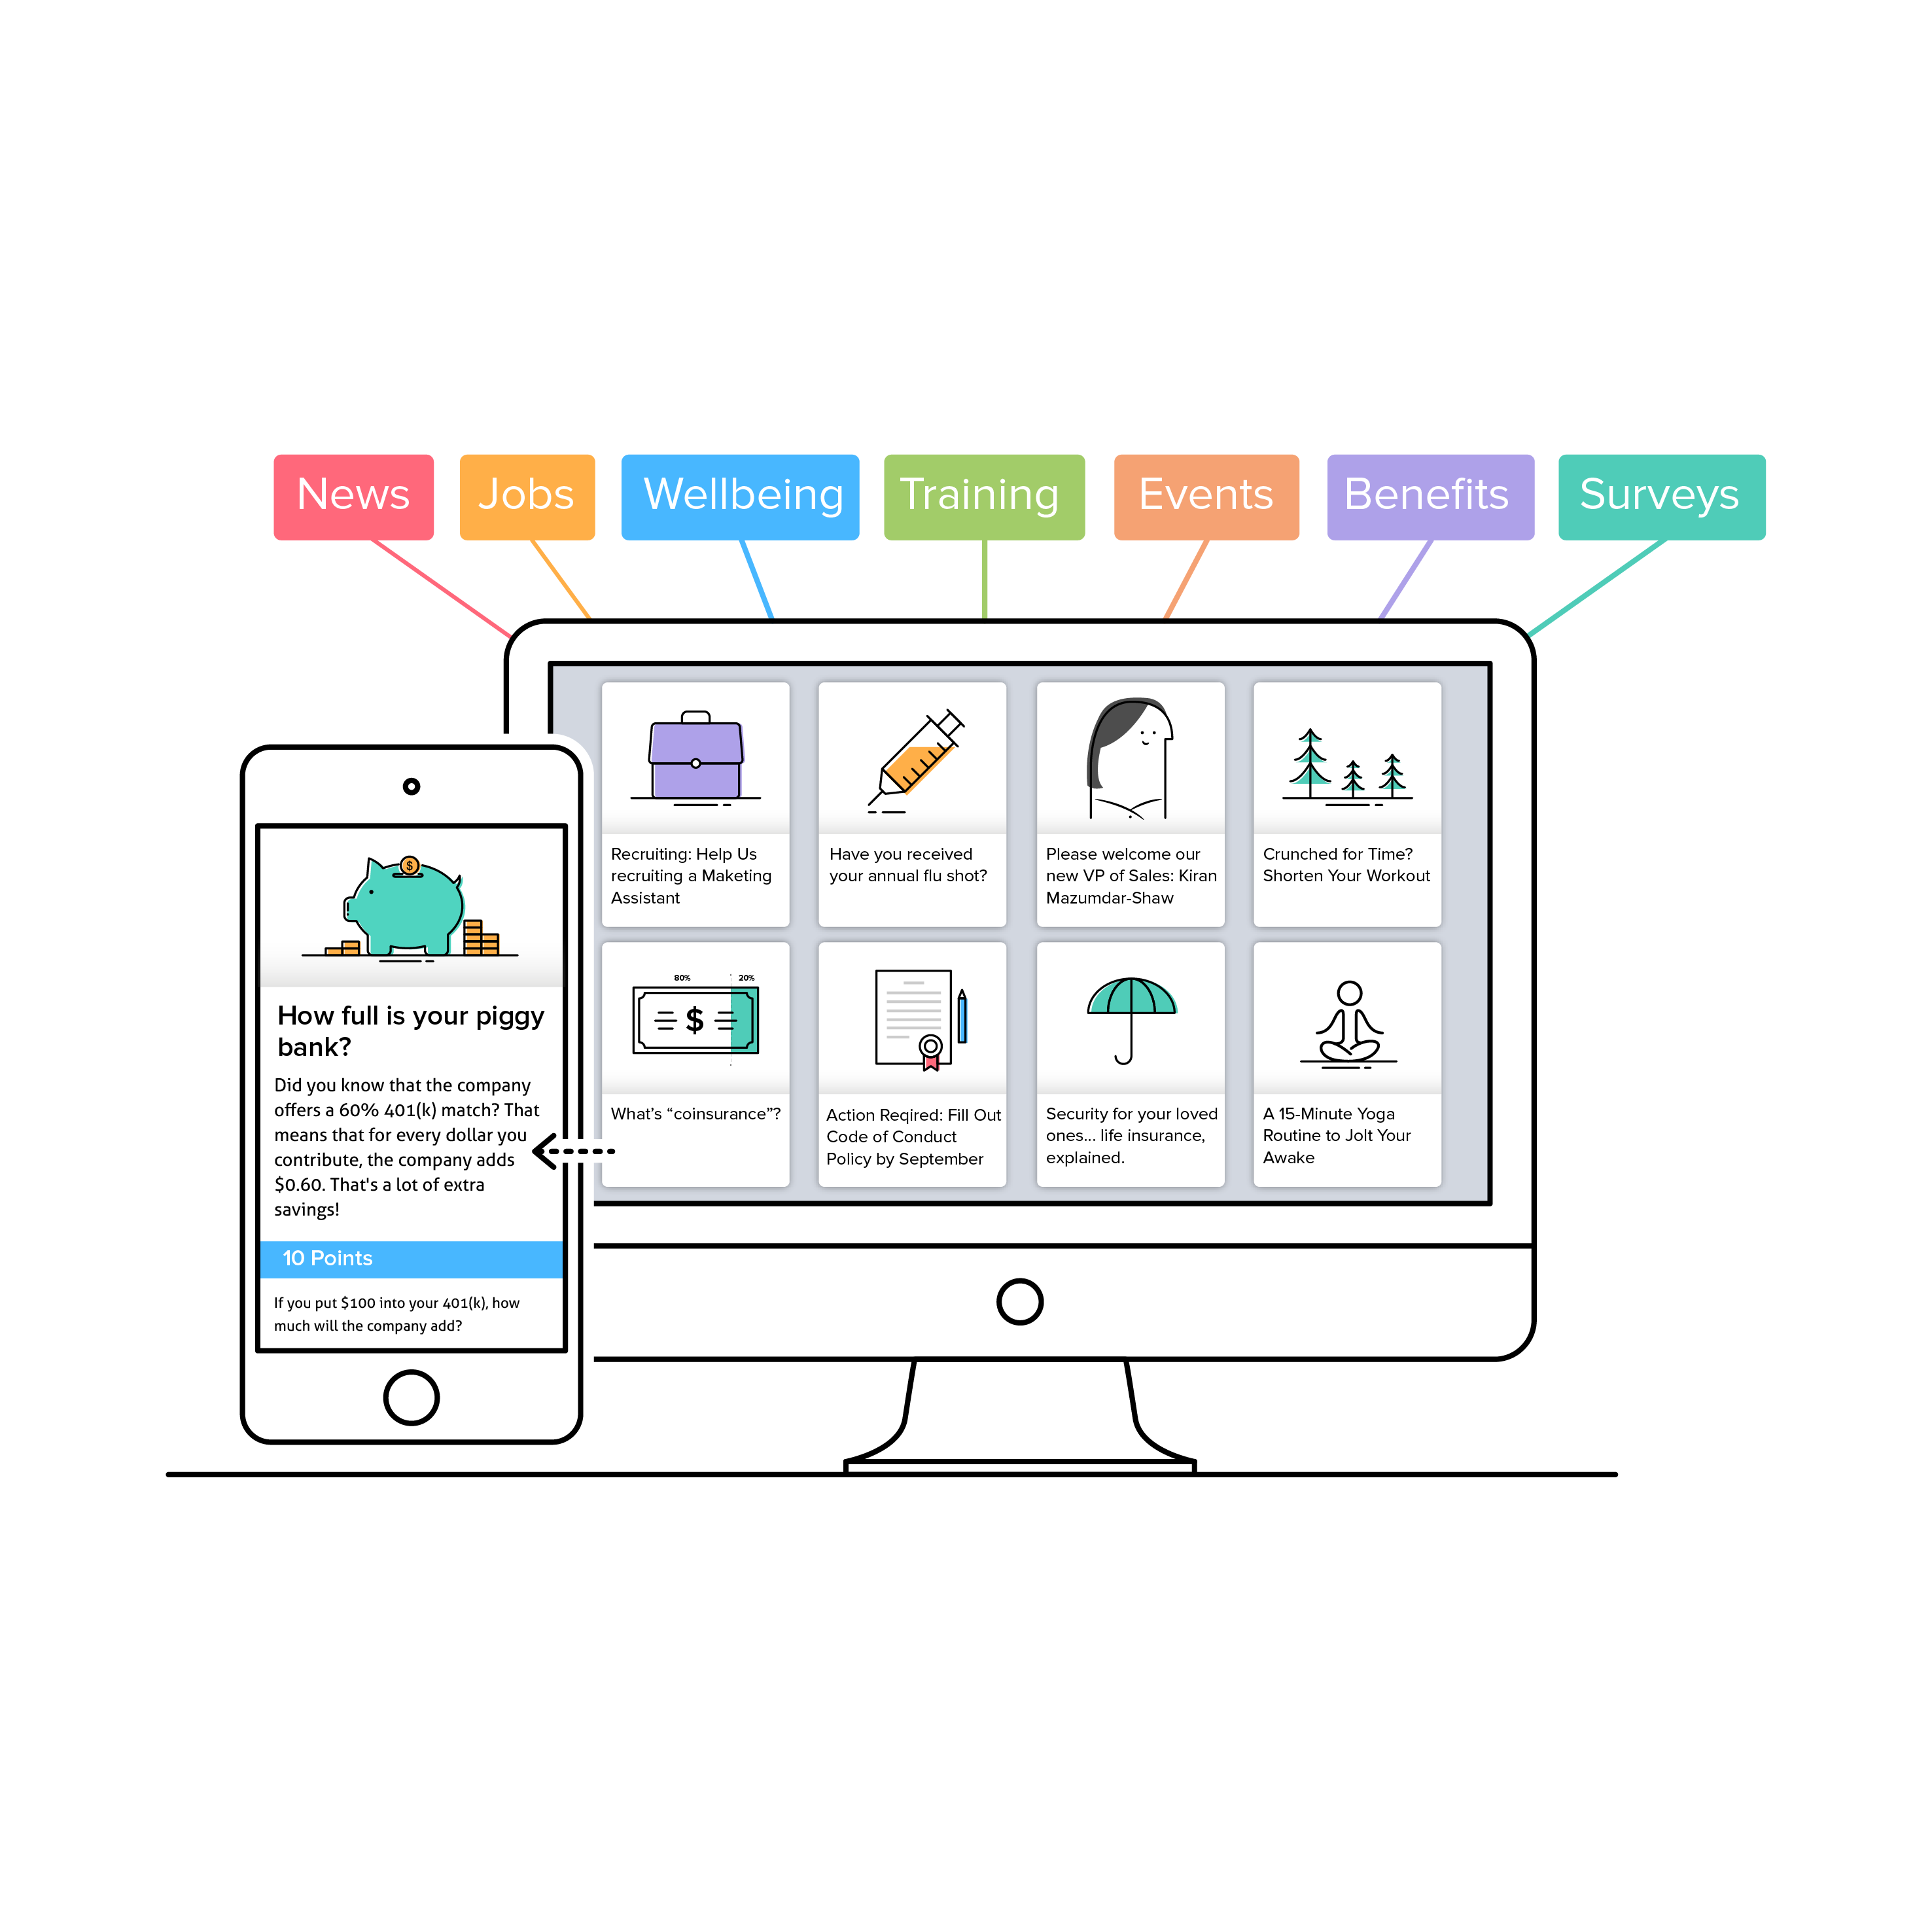 News
Jobs
Wellbeing
Training
Events
Benefits
Surveys
Recruiting: Help Us
recruiting a Maketing
Assistant
Have you received
your annual flu shot?
Please welcome our
new VP of Sales: Kiran
Mazumdar-Shaw
Crunched for Time?
Shorten Your Workout
80%
20%
$
What's “coinsurance”?
Action Reqired: Fill Out
Code of Conduct
Policy by September
Security for your loved
ones... life insurance,
explained.
A 15-Minute Yoga
Routine to Jolt Your
Awake
$
How full is your piggy
bank?
Did you know that the company
offers a 60% 401(k) match? That
means that for every dollar you
contribute, the company adds
$0.60. That's a lot of extra
savings!
10 Points
If you put $100 into your 401(k), how
much will the company add?